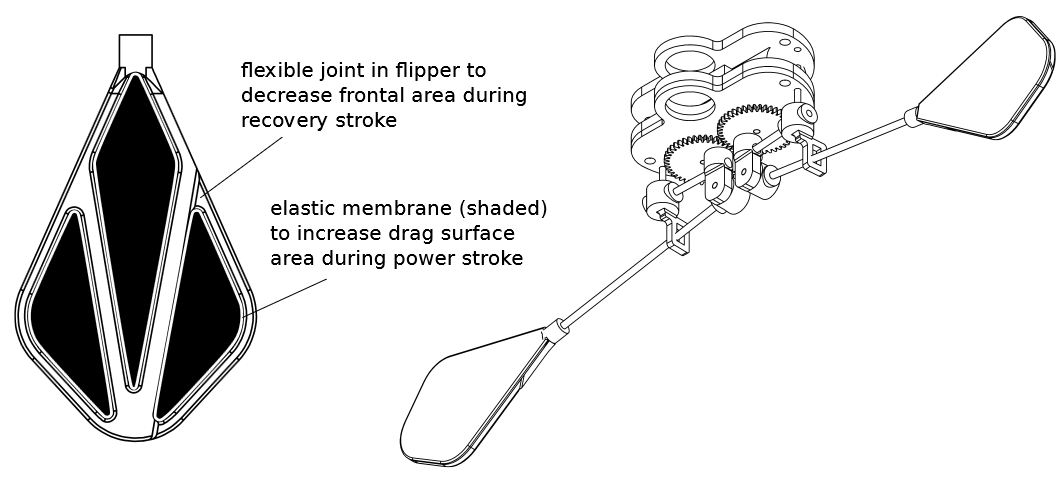 flexible joint in flipper to
decrease frontal area during
recovery stroke
elastic membrane (shaded)
to increase drag surface
area during power stroke